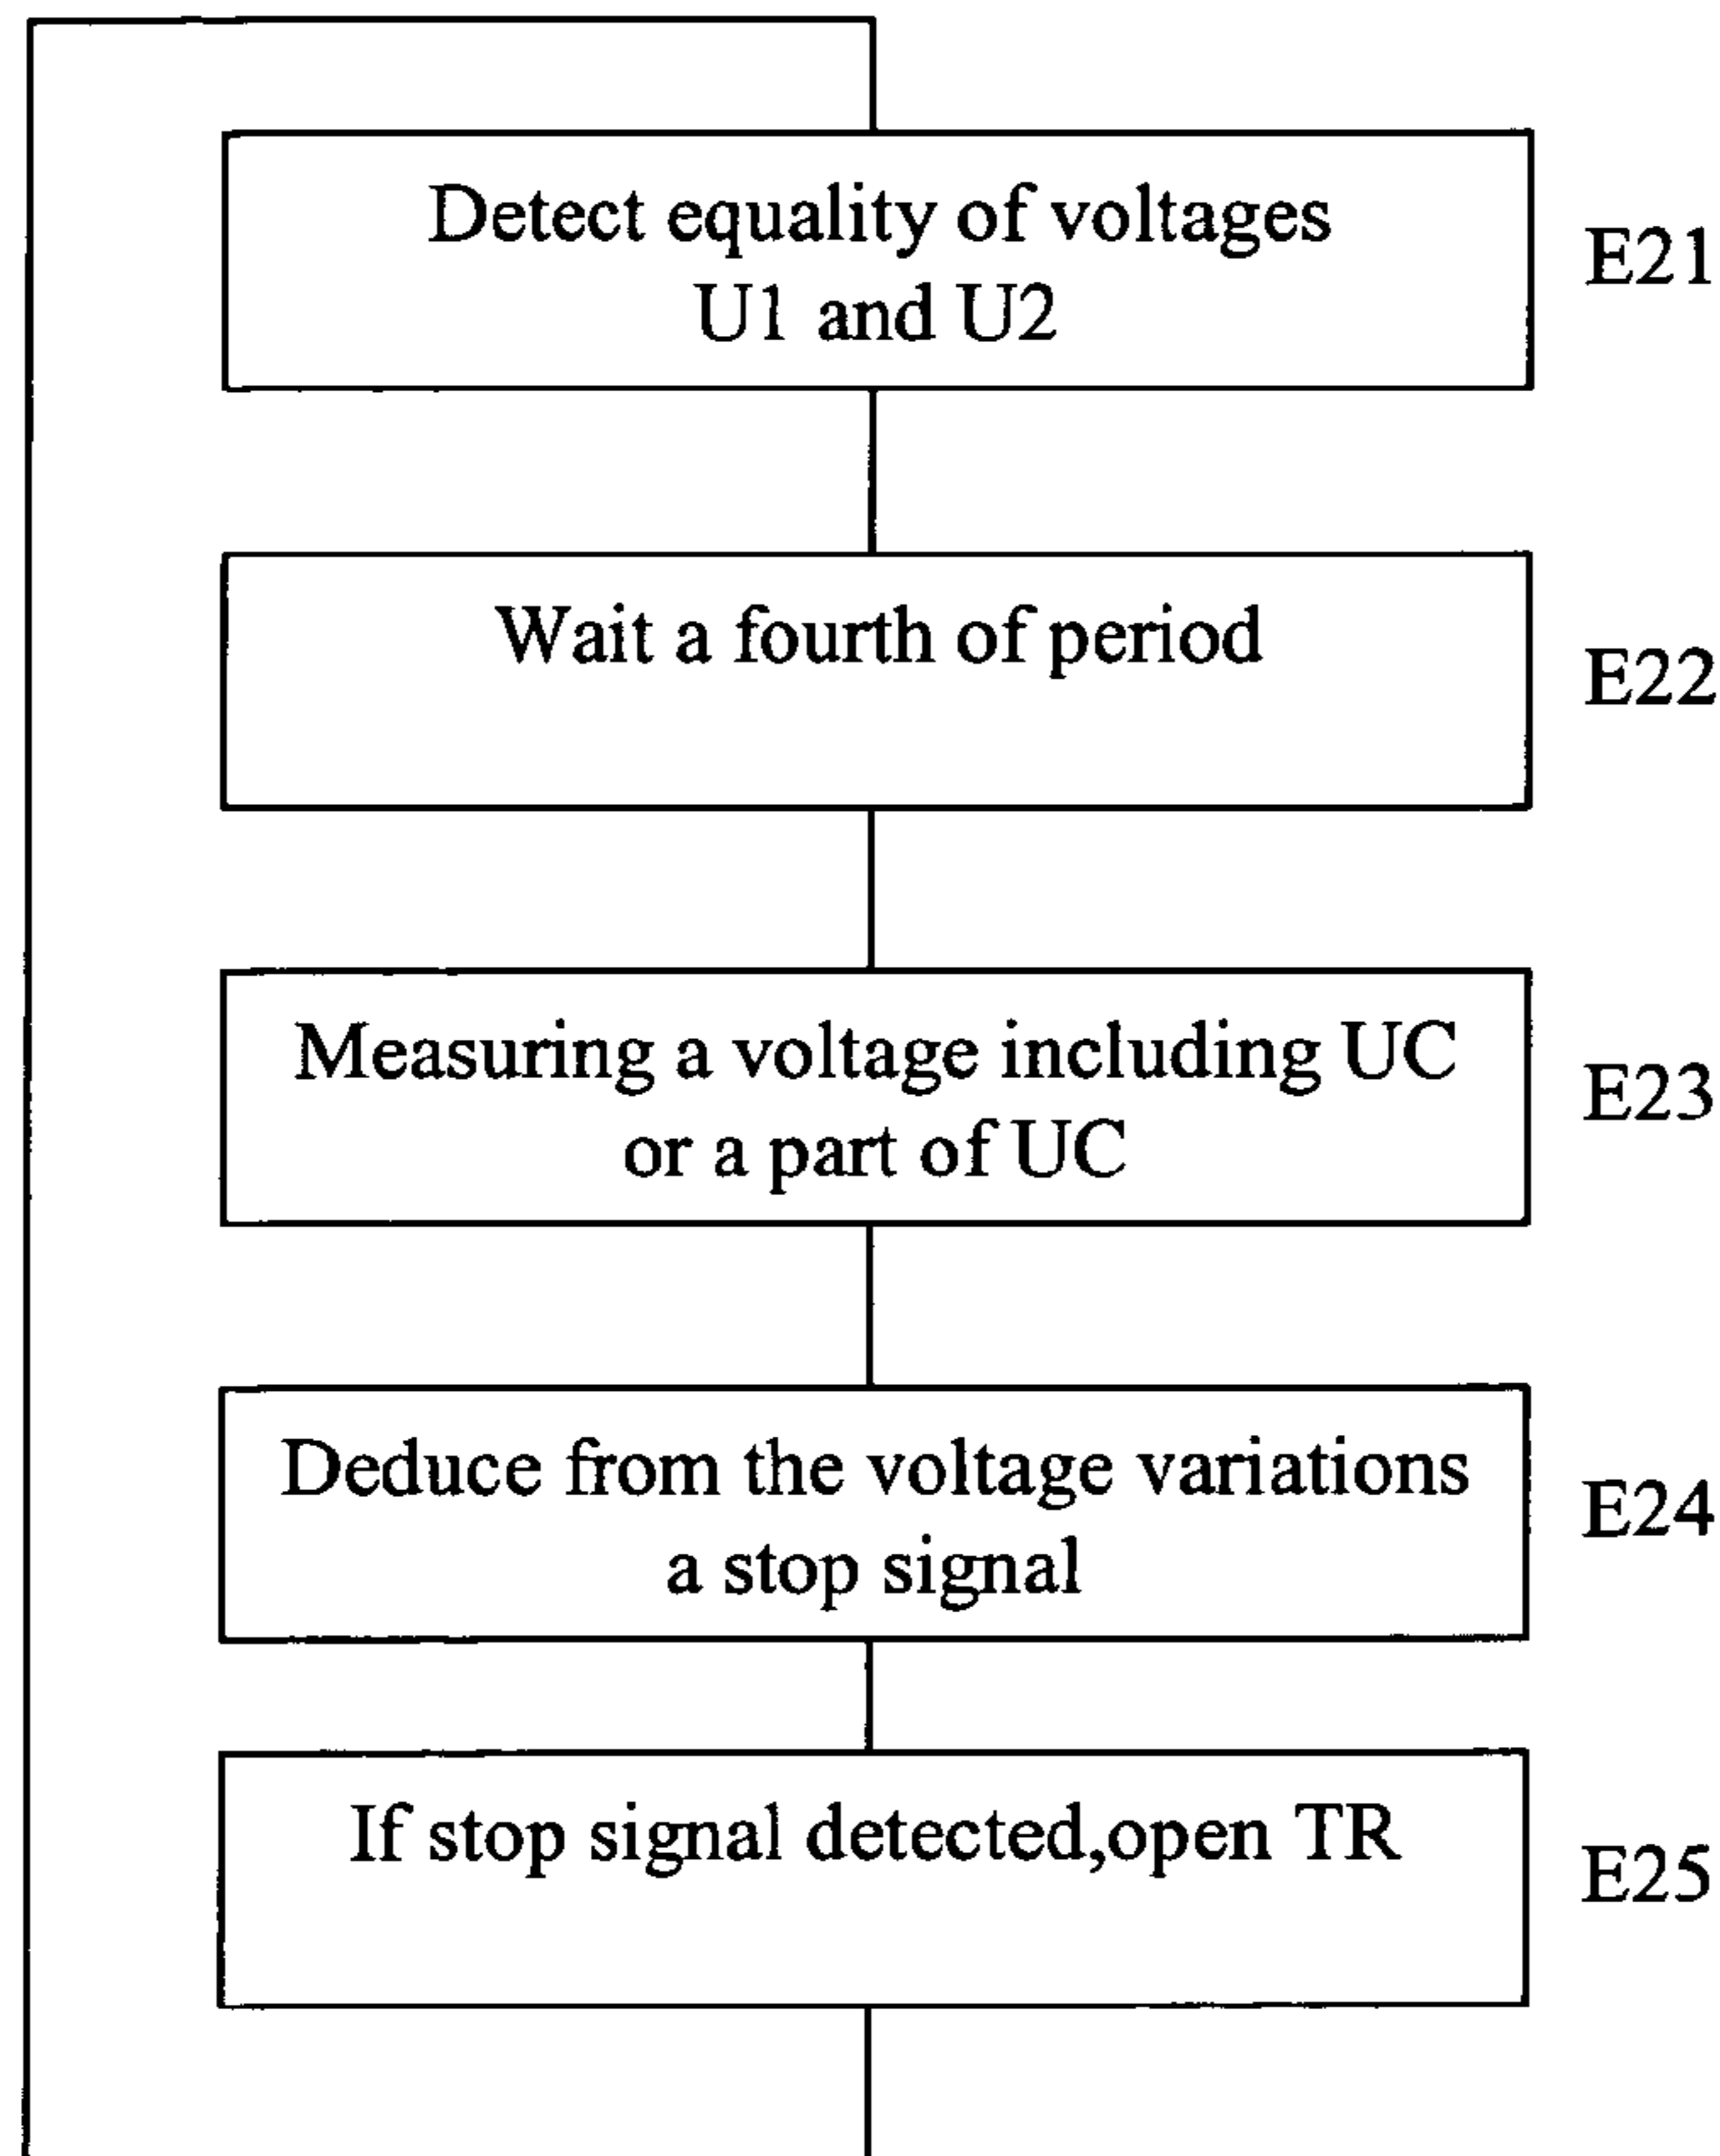 Detect equality of voltages
U1 and U2
E21
Wait a fourth of period
E22
Measuring a voltage including UC
or a part of UC
E23
Deduce from the voltage variations
a stop signal
E24
If stop signal detected,open TR
E25